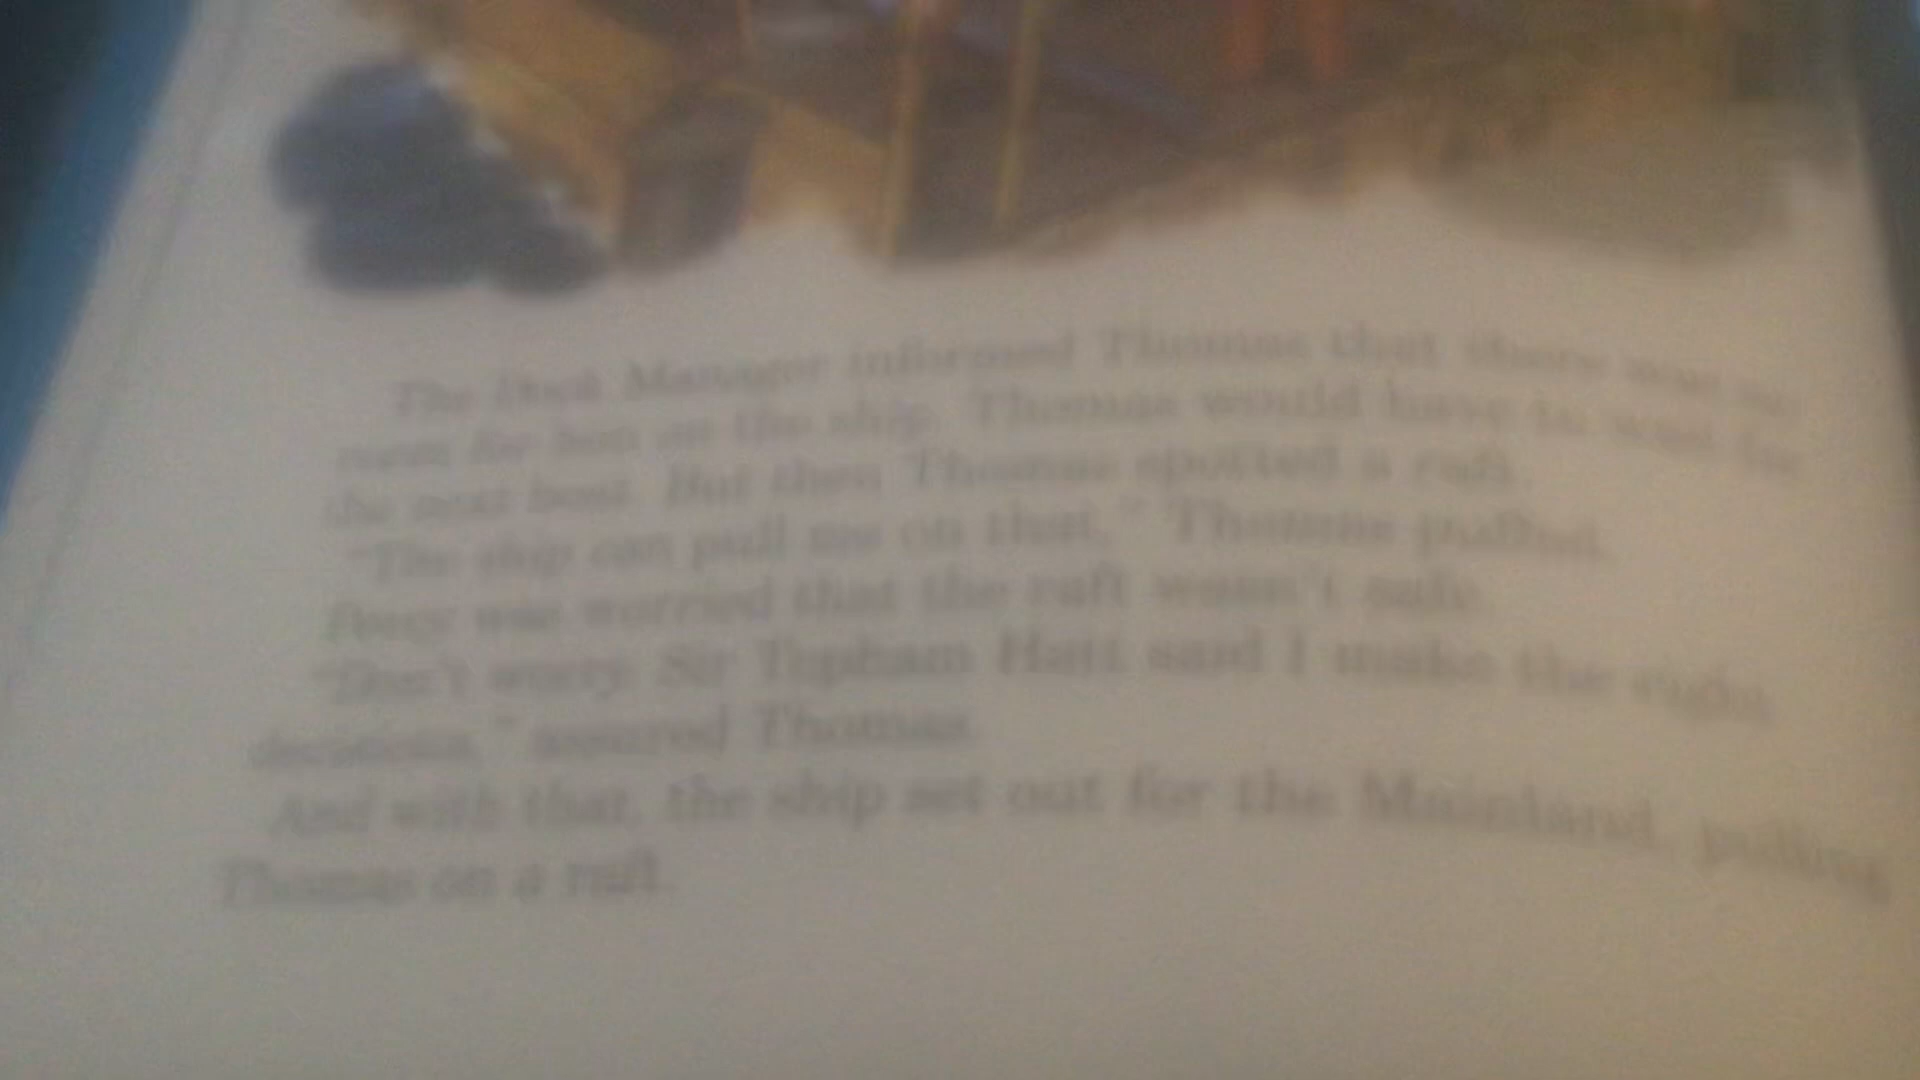 The Dock Manager informed Thomas that there was no
room for him on the ship. Thomas would have to wait for
the next boat. But then Thomas spotted a raft.
"The ship can pull me on that," Thomas puffed.
Percy was worried that the raft wasn't safe.
"Don't worry. Sir Topham Hatt said I make the right
decisions," assured Thomas.
And with that, the ship set out for the Mainland, pulling
Thomas on a raft.